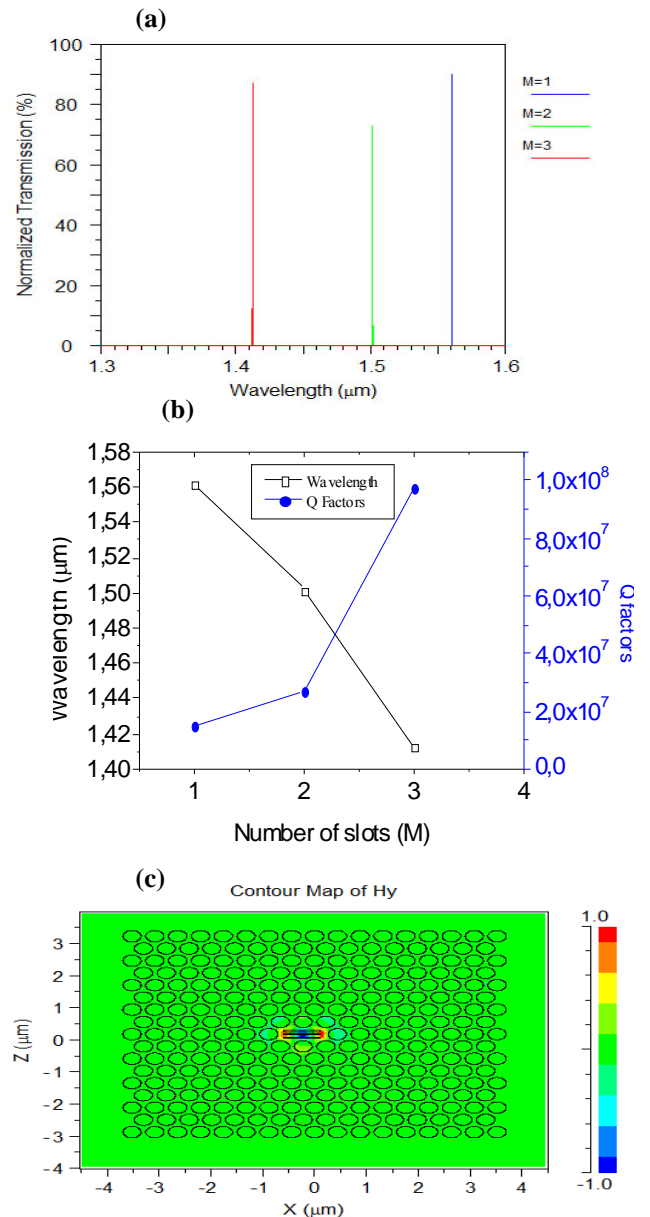 (a)
100
80
60
40
20
0
Normalized Transmission (%)
1.3
1.4
1.5
1.6
Wavelength (μm)
M=1
M=2
M=3
(b)
1,58
1,56
1,54
1,52
1,50
1,48
1,46
1,44
1,42
1,40
Wavelength (μm)
Wavelength
Q Factors
1,0x10⁸
8,0x10⁷
6,0x10⁷
4,0x10⁷
2,0x10⁷
0,0
Q factors
1
2
3
4
Number of slots (M)
(c)
Contour Map of Hy
3
2
1
0
-1
-2
-3
-4
Z (μm)
-4
-3
-2
-1
0
1
2
3
4
X (μm)
1.0
-1.0